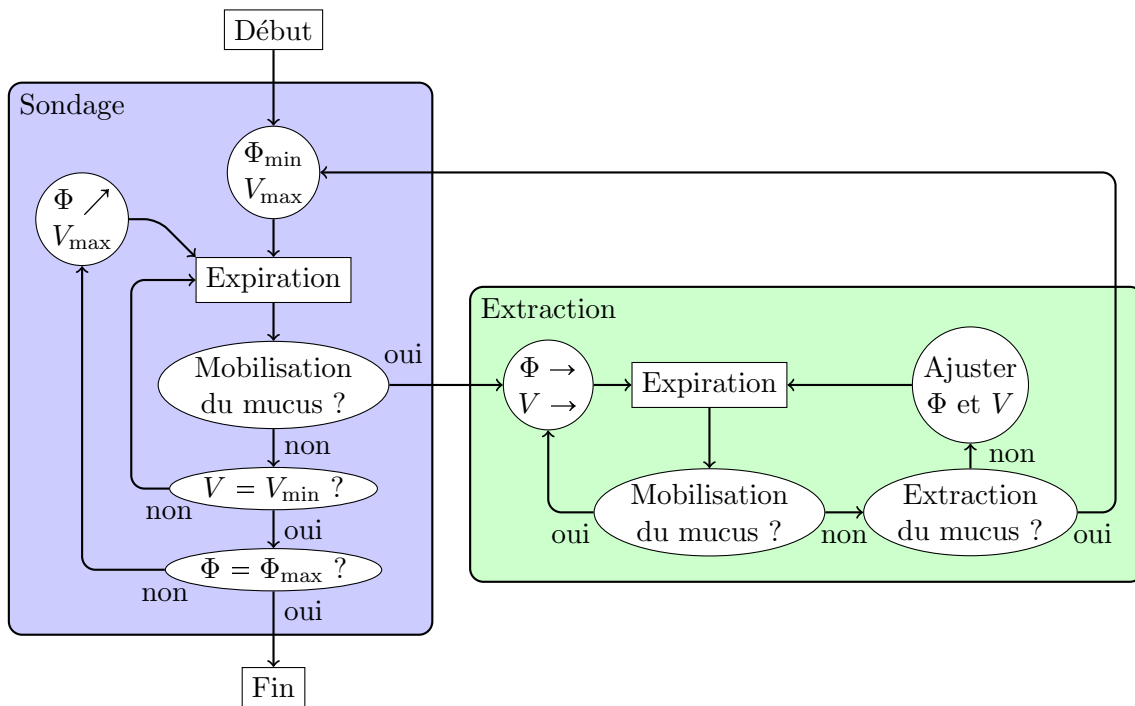 Début
Sondage
Φmin
Vmax
Φ ↗
Vmax
Expiration
Mobilisation
du mucus ?
oui
non
V = Vmin ?
non
oui
Φ = Φmax ?
non
oui
Fin
Extraction
Φ →
V →
Expiration
Ajuster
Φ et V
non
Mobilisation
du mucus ?
oui
non
Extraction
du mucus ?
oui